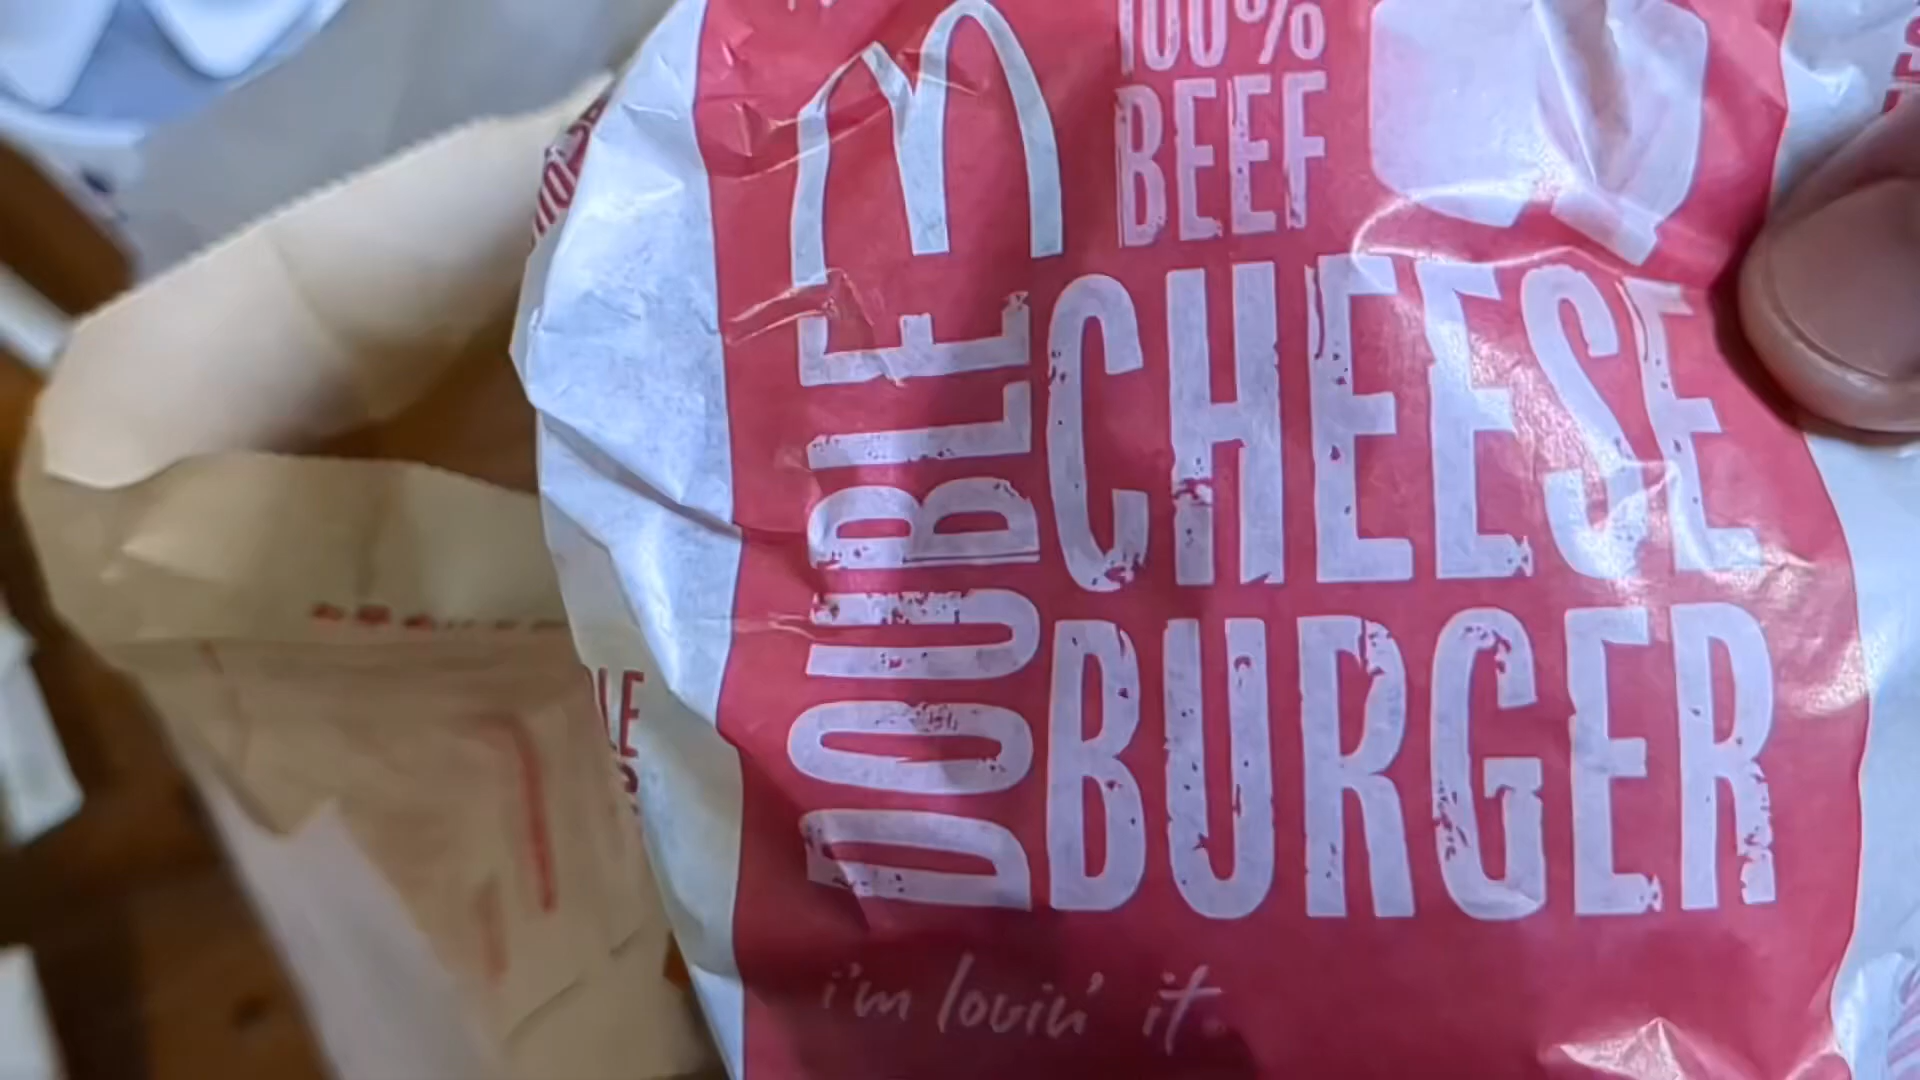 100%
BEEF
DOUBLE
CHEESE
BURGER
i'm lovin' it.